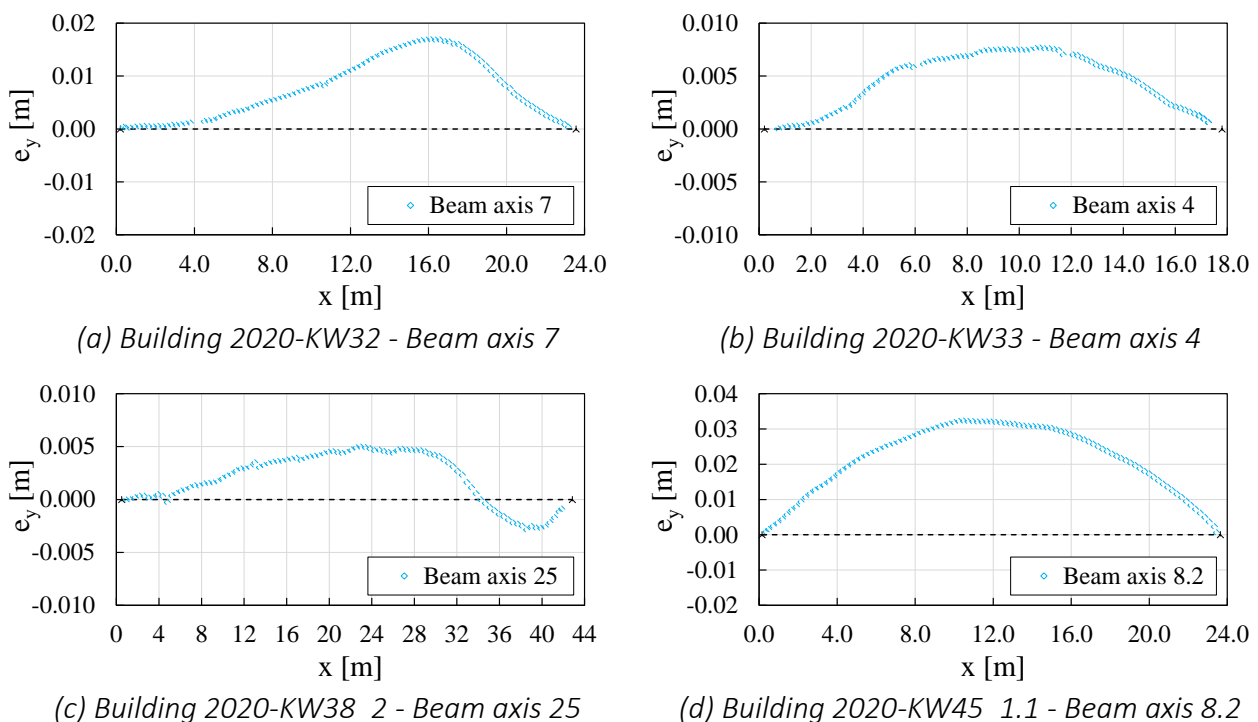 0.02
0.01
0.00
-0.01
-0.02
e_y [m]
0.0 4.0 8.0 12.0 16.0 20.0 24.0
x [m]
Beam axis 7
(a) Building 2020-KW32 - Beam axis 7
0.010
0.005
0.000
-0.005
-0.010
e_y [m]
0.0 2.0 4.0 6.0 8.0 10.0 12.0 14.0 16.0 18.0
x [m]
Beam axis 4
(b) Building 2020-KW33 - Beam axis 4
0.010
0.005
0.000
-0.005
-0.010
e_y [m]
0 4 8 12 16 20 24 28 32 36 40 44
x [m]
Beam axis 25
(c) Building 2020-KW38_2 - Beam axis 25
0.04
0.03
0.02
0.01
0.00
-0.01
-0.02
e_y [m]
0.0 4.0 8.0 12.0 16.0 20.0 24.0
x [m]
Beam axis 8.2
(d) Building 2020-KW45_1.1 - Beam axis 8.2